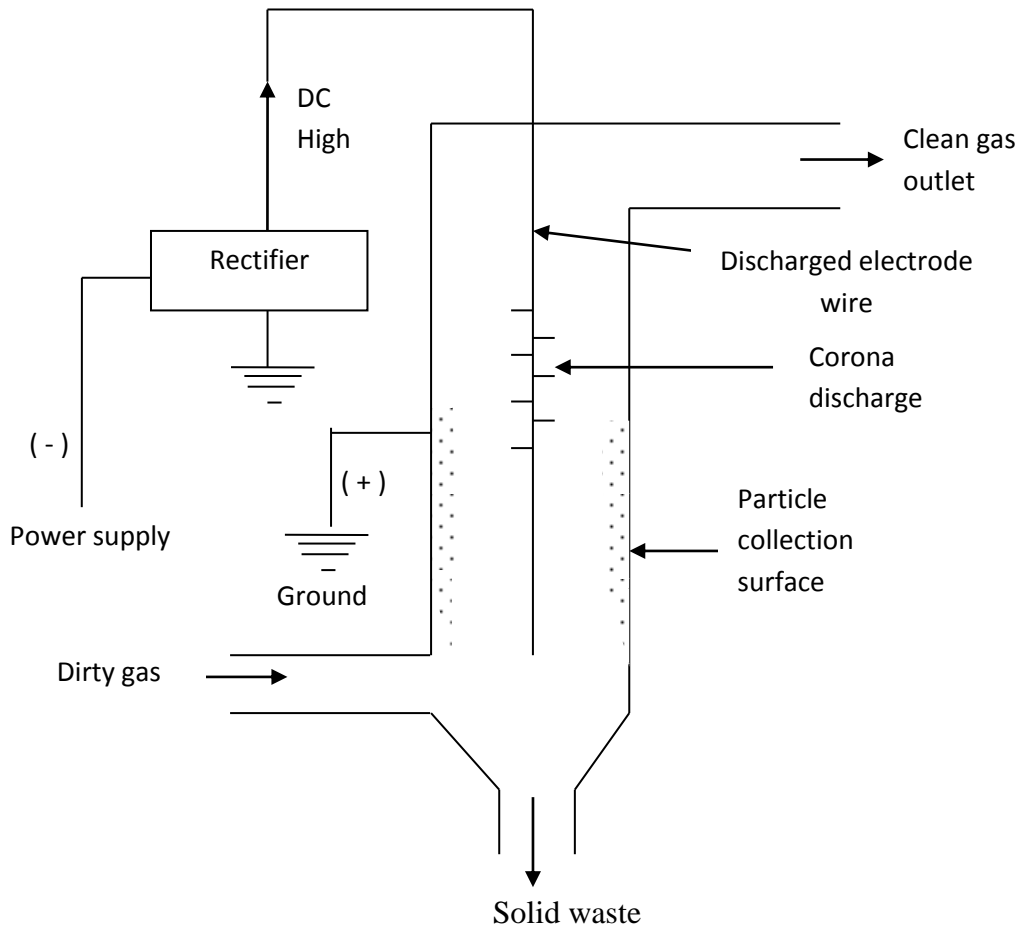 DC
High
Clean gas
outlet
Rectifier
Discharged electrode
wire
Corona
discharge
( - )
( + )
Power supply
Particle
collection
surface
Ground
Dirty gas
Solid waste